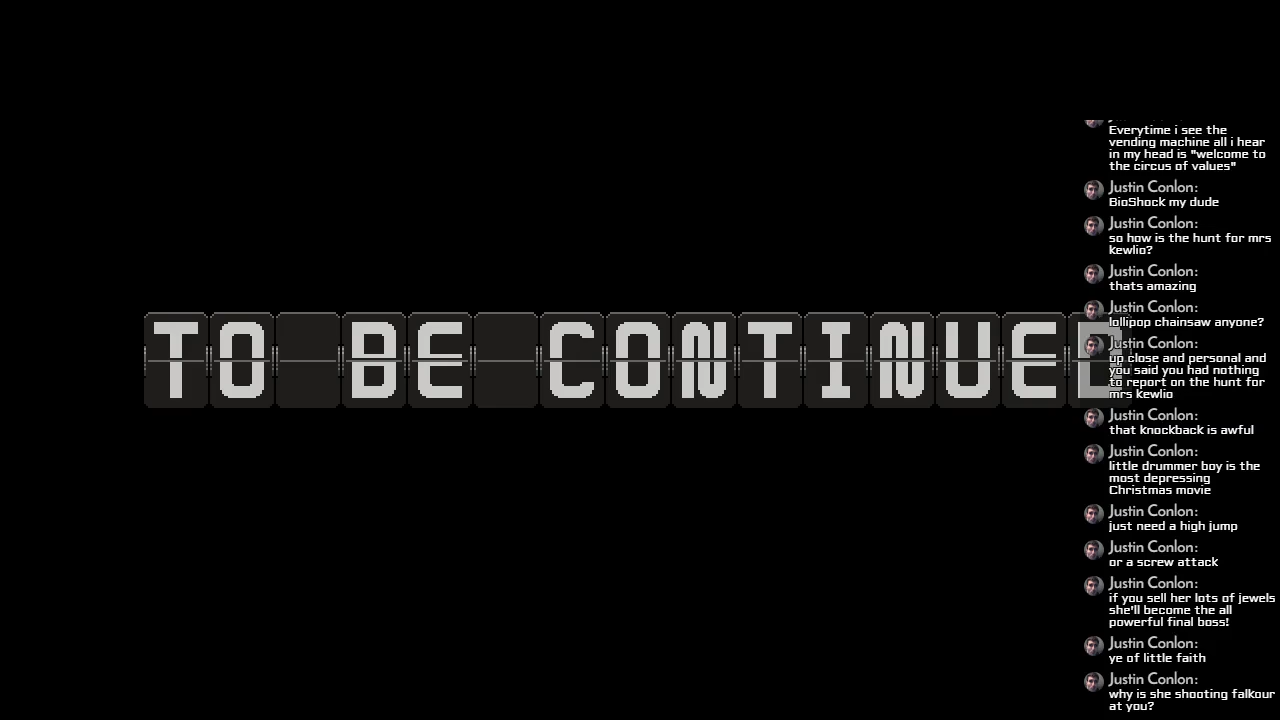 TO BE CONTINUED
Everytime i see the
vending machine all i hear
in my head is "welcome to
the circus of values"
Justin Conlon:
BioShock my dude
Justin Conlon:
so how is the hunt for mrs
kewlio?
Justin Conlon:
thats amazing
Justin Conlon:
lollipop chainsaw anyone?
Justin Conlon:
up close and personal and
you said you had nothing
to report on the hunt for
mrs kewlio
Justin Conlon:
that knockback is awful
Justin Conlon:
little drummer boy is the
most depressing
Christmas movie
Justin Conlon:
just need a high jump
Justin Conlon:
or a screw attack
Justin Conlon:
if you sell her lots of jewels
she'll become the all
powerful final boss!
Justin Conlon:
ye of little faith
Justin Conlon:
why is she shooting falkour
at you?